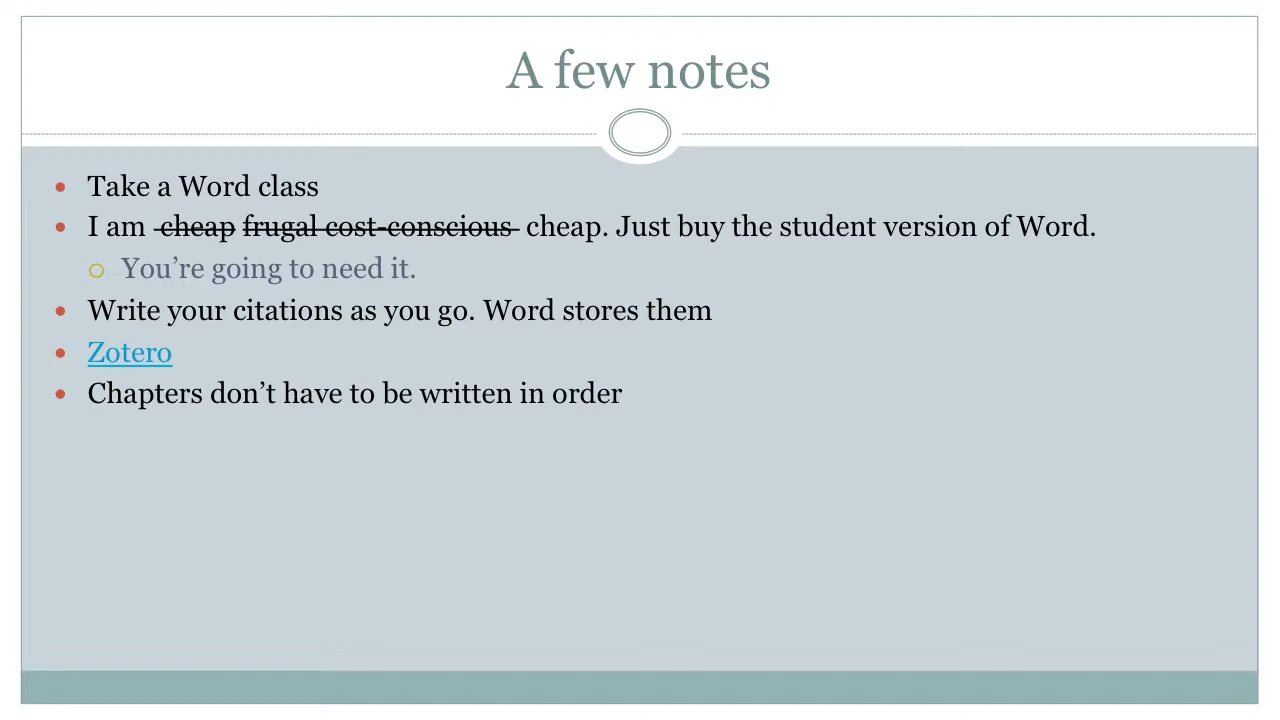 A few notes
Take a Word class
I am cheap frugal cost-conscious cheap. Just buy the student version of Word.
You’re going to need it.
Write your citations as you go. Word stores them
Zotero
Chapters don’t have to be written in order